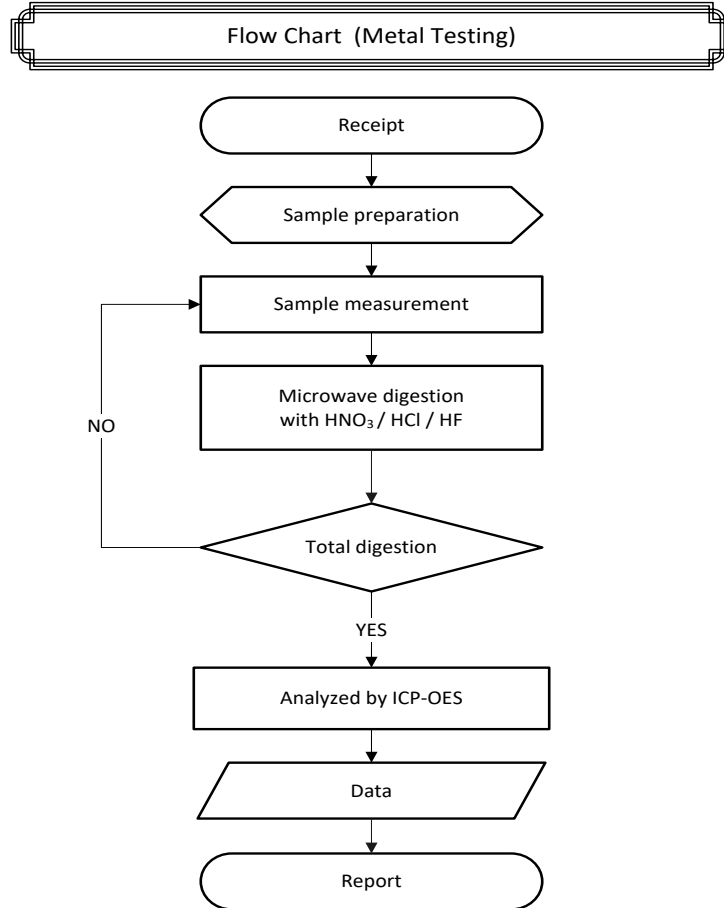 Flow Chart  (Metal Testing)
Receipt
Sample preparation
Sample measurement
Microwave digestion
with HNO₃ / HCl / HF
NO
Total digestion
YES
Analyzed by ICP-OES
Data
Report